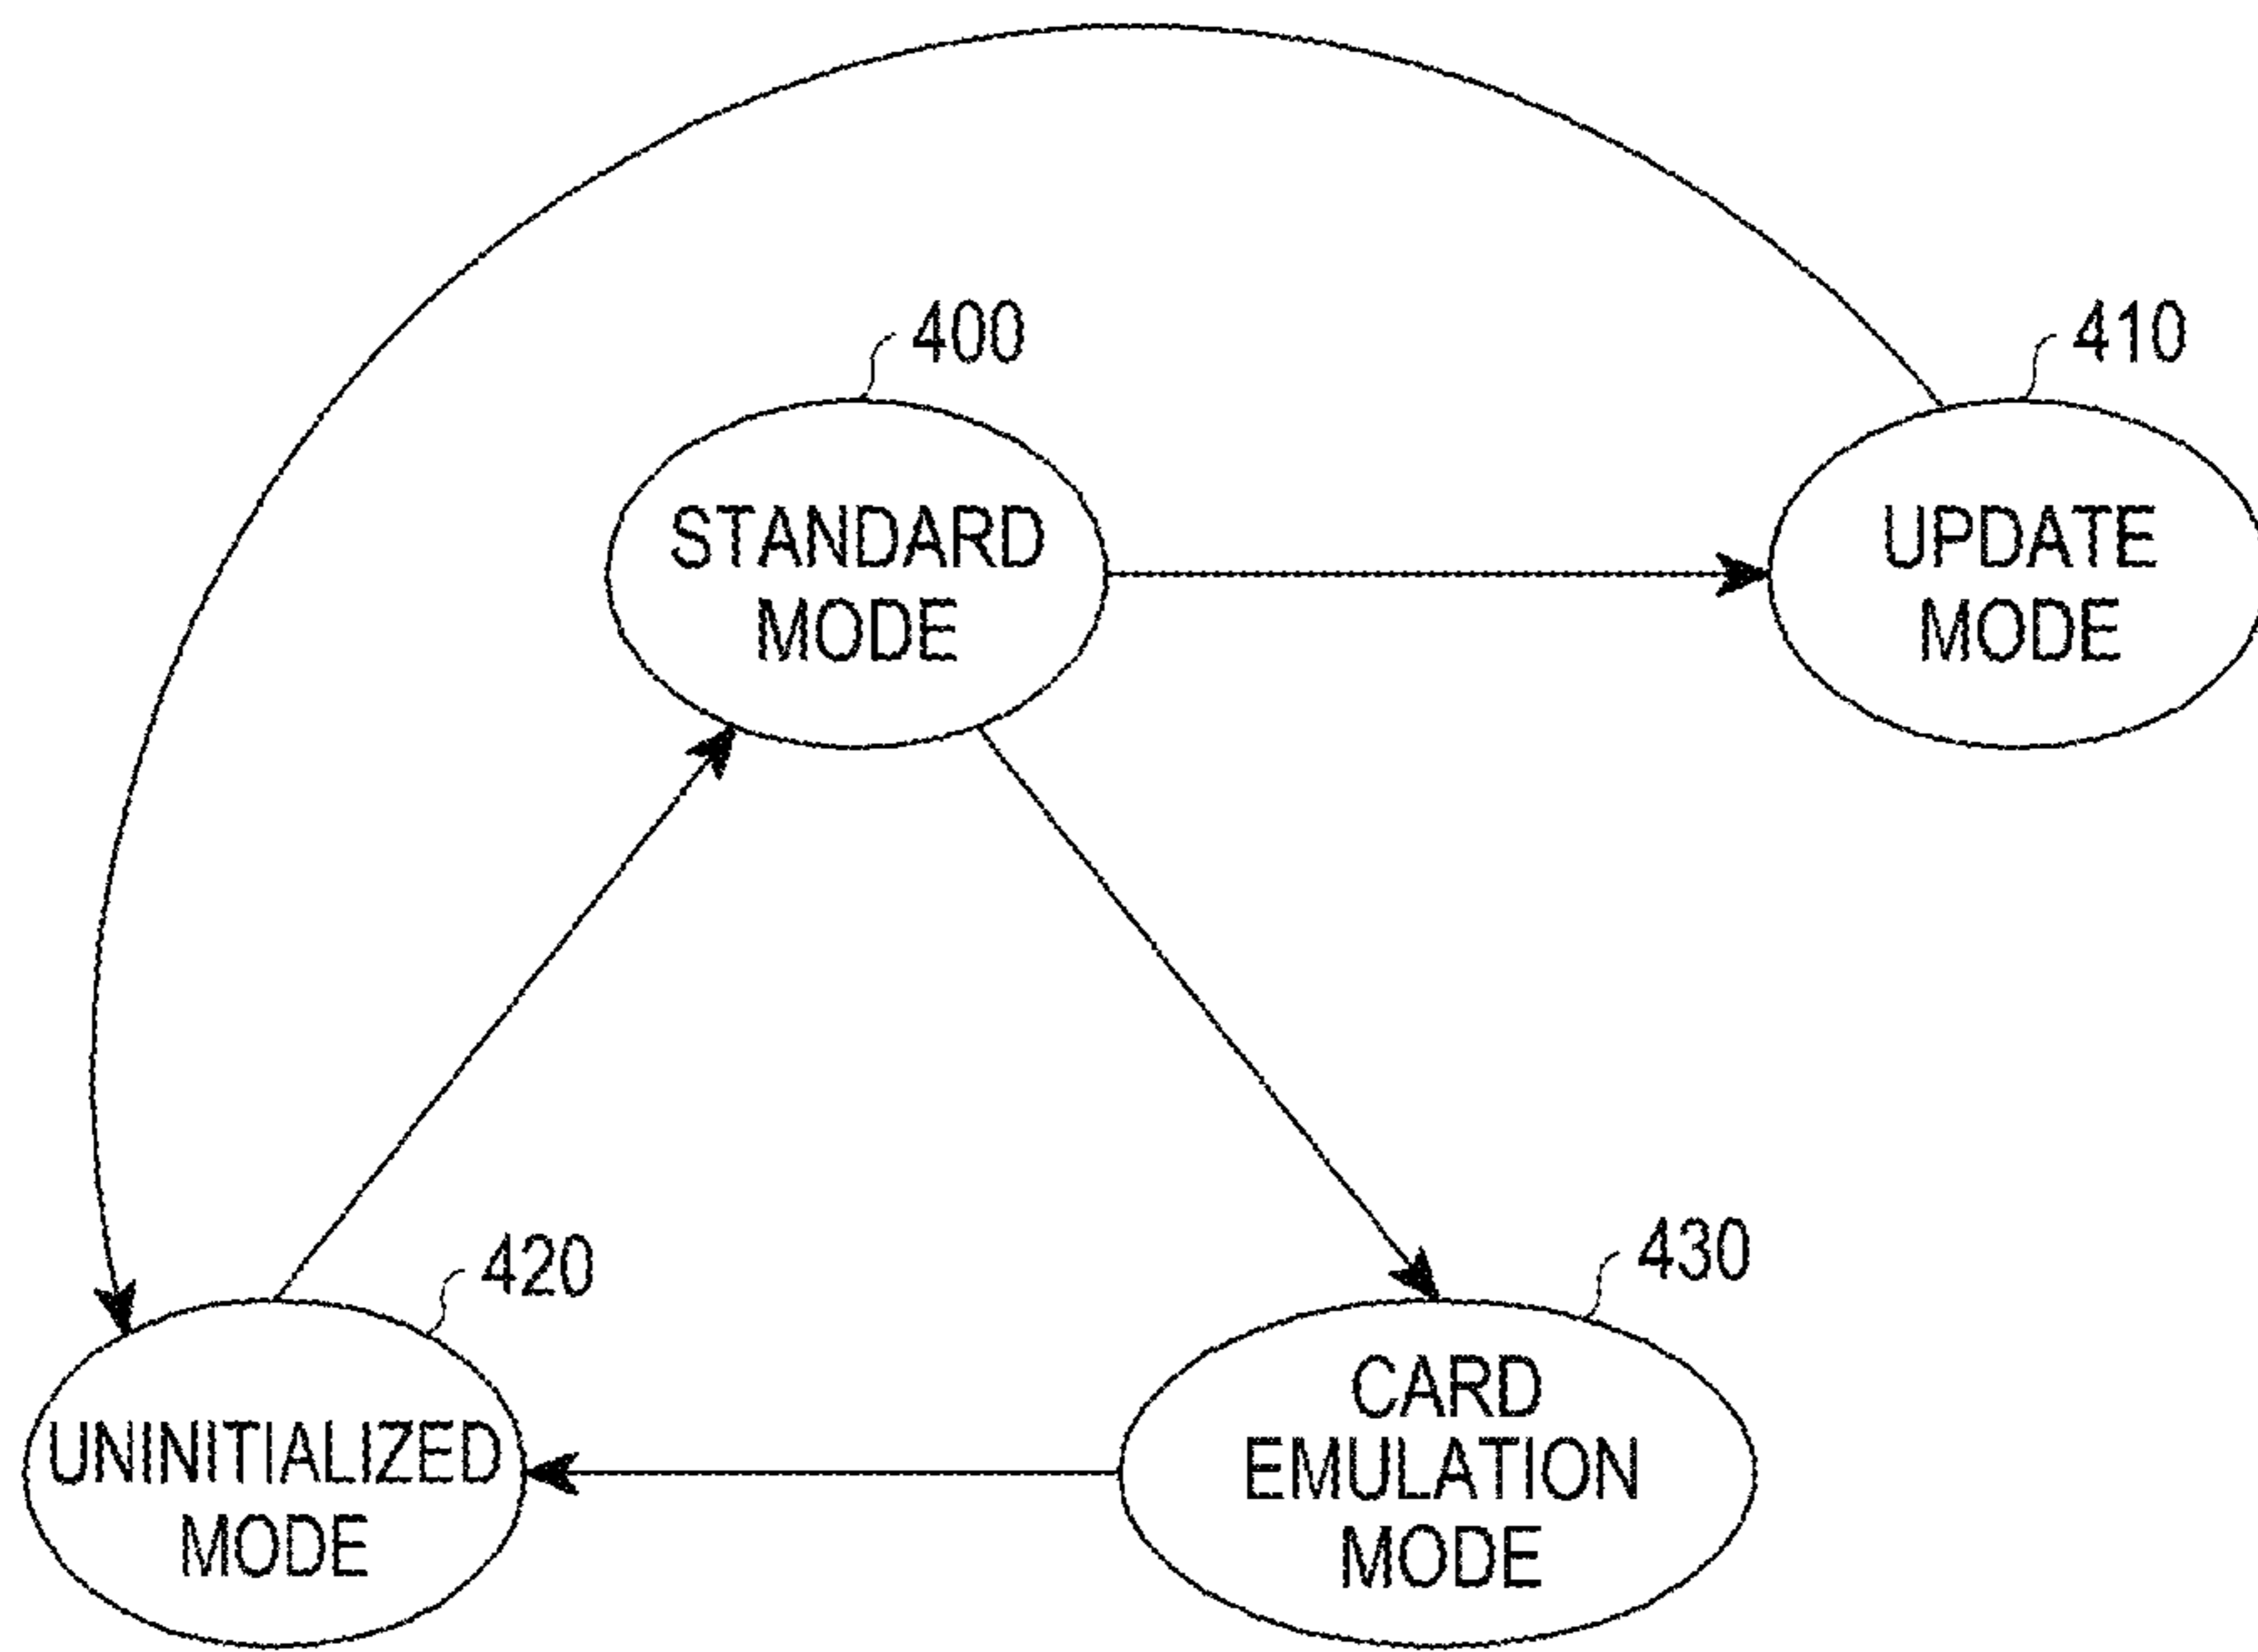 400
STANDARD
MODE
410
UPDATE
MODE
420
UNINITIALIZED
MODE
430
CARD
EMULATION
MODE